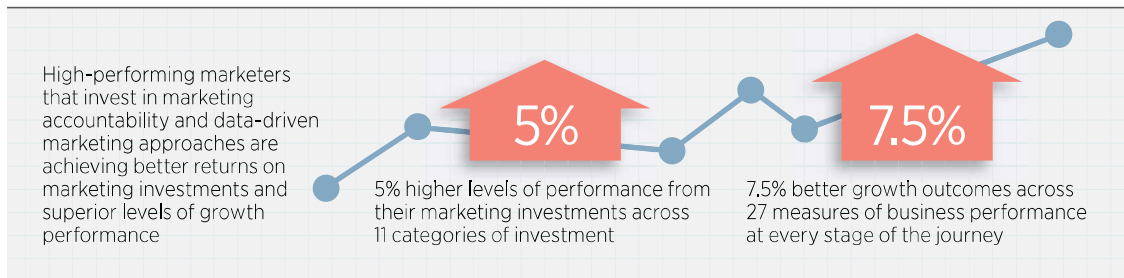 High-performing marketers
that invest in marketing
accountability and data-driven
marketing approaches are
achieving better returns on
marketing investments and
superior levels of growth
performance
5%
5% higher levels of performance from
their marketing investments across
11 categories of investment
7.5%
7.5% better growth outcomes across
27 measures of business performance
at every stage of the journey